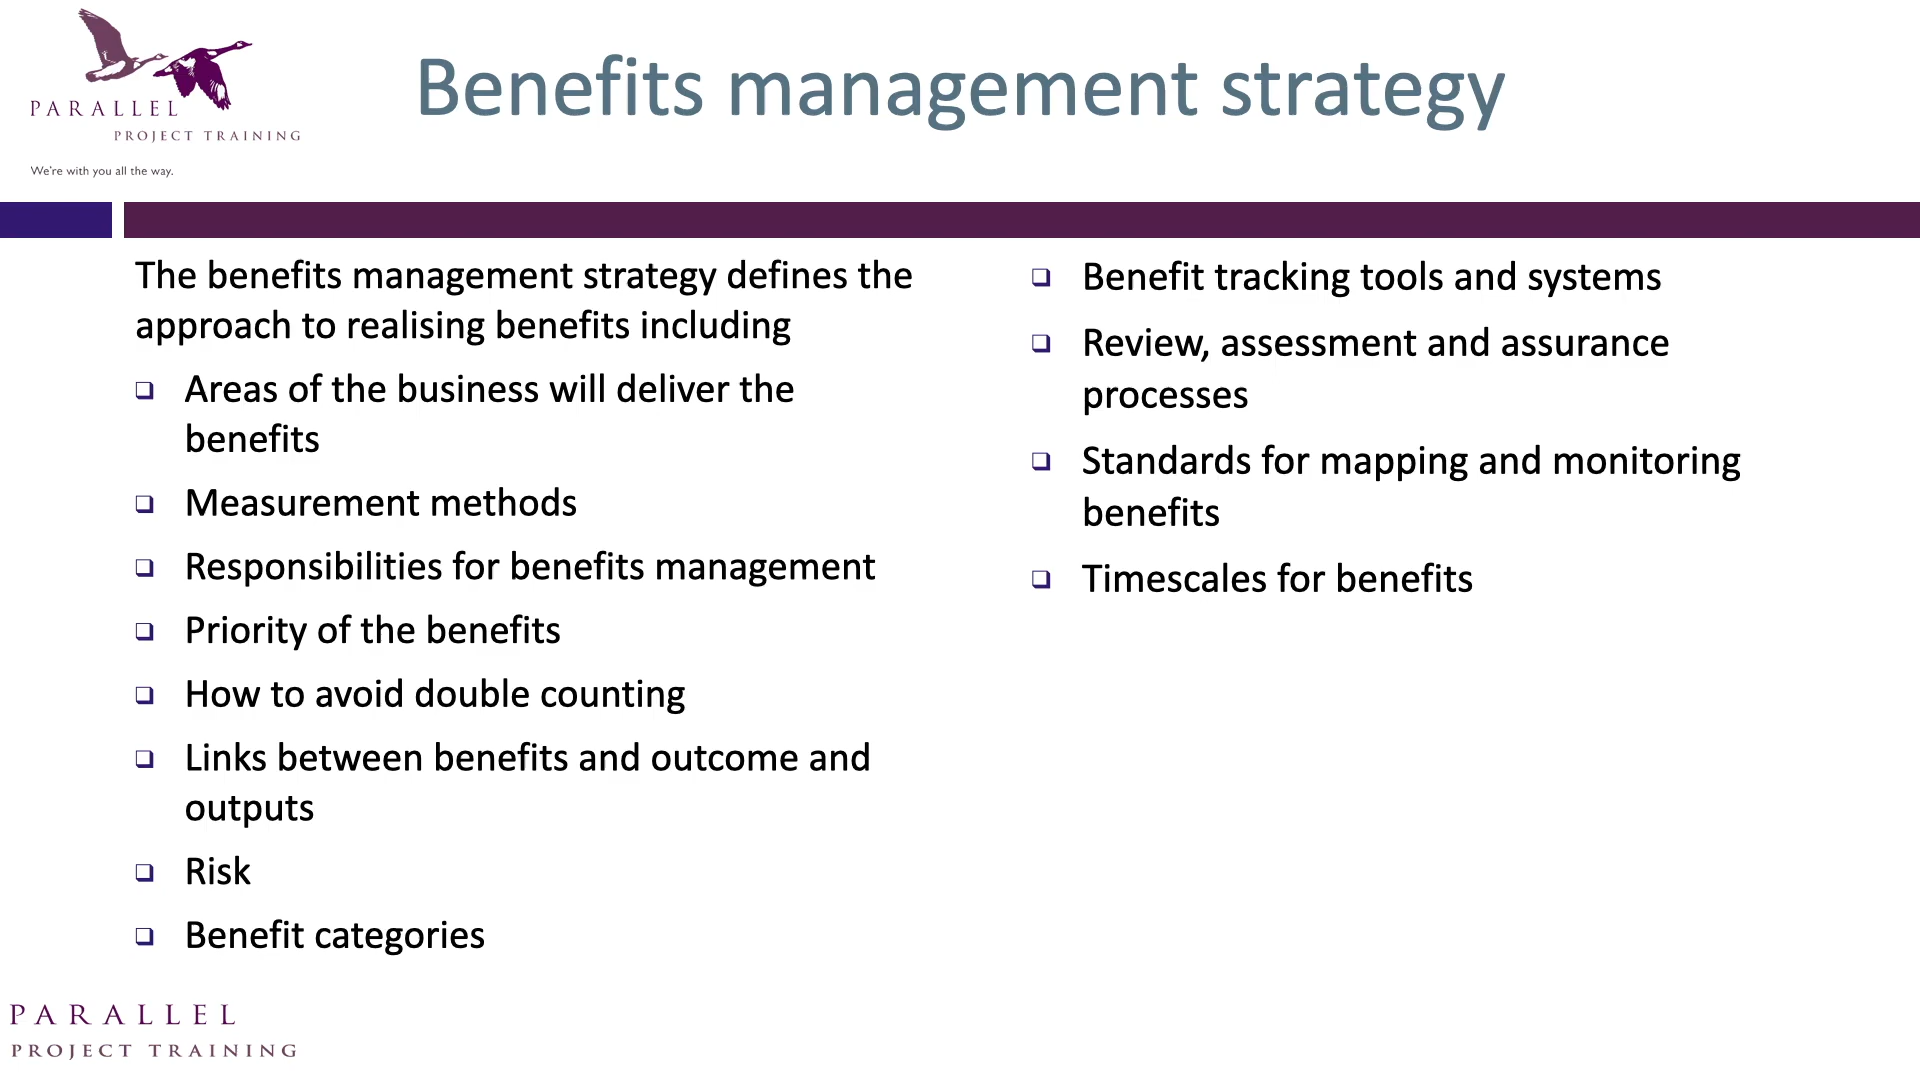 PARALLEL
PROJECT TRAINING
We're with you all the way.
Benefits management strategy
The benefits management strategy defines the
approach to realising benefits including
Areas of the business will deliver the
benefits
Measurement methods
Responsibilities for benefits management
Priority of the benefits
How to avoid double counting
Links between benefits and outcome and
outputs
Risk
Benefit categories
Benefit tracking tools and systems
Review, assessment and assurance
processes
Standards for mapping and monitoring
benefits
Timescales for benefits
PARALLEL
PROJECT TRAINING